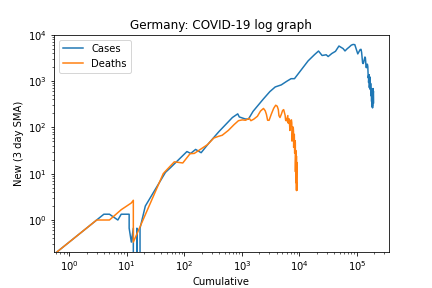 Germany: COVID-19 log graph
Cases
Deaths
New (3 day SMA)
10⁴
10³
10²
10¹
10⁰
10⁰ 10¹ 10² 10³ 10⁴ 10⁵
Cumulative